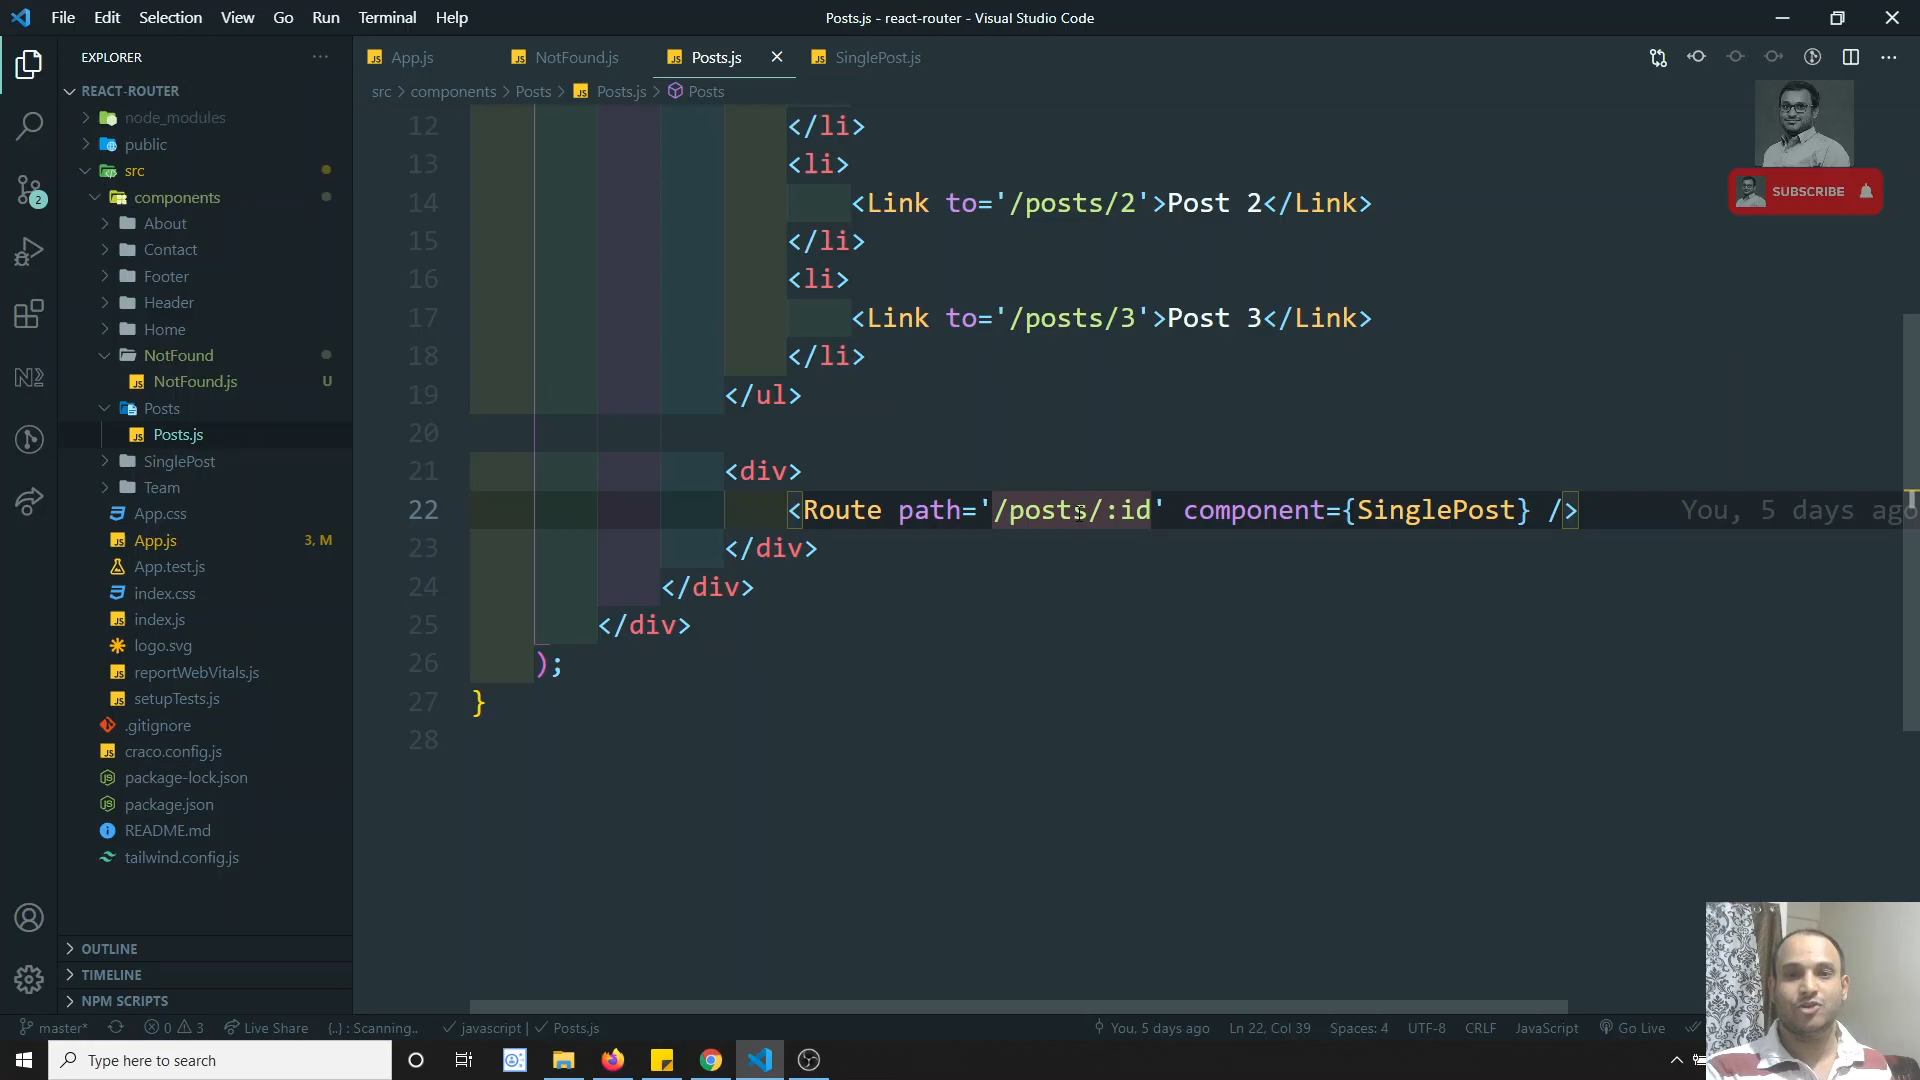 File Edit Selection View Go Run Terminal Help
Posts.js - react-router - Visual Studio Code
EXPLORER
App.js
NotFound.js
Posts.js
SinglePost.js
REACT-ROUTER
src > components > Posts > Posts.js > Posts
node_modules
public
src
components
About
Contact
Footer
Header
Home
NotFound
NotFound.js U
Posts
Posts.js
SinglePost
Team
App.css
App.js 3, M
App.test.js
index.css
index.js
logo.svg
reportWebVitals.js
setupTests.js
.gitignore
craco.config.js
package-lock.json
package.json
README.md
tailwind.config.js
OUTLINE
TIMELINE
NPM SCRIPTS
2
12 </li>
13 <li>
14 <Link to='/posts/2'>Post 2</Link>
15 </li>
16 <li>
17 <Link to='/posts/3'>Post 3</Link>
18 </li>
19 </ul>
20
21 <div>
22 <Route path='/posts/:id' component={SinglePost} /> You, 5 days ago
23 </div>
24 </div>
25 </div>
26 );
27 }
28
SUBSCRIBE
master* 0 3 Live Share {..} : Scanning.. javascript | Posts.js
You, 5 days ago Ln 22, Col 39 Spaces: 4 UTF-8 CRLF JavaScript Go Live
Type here to search